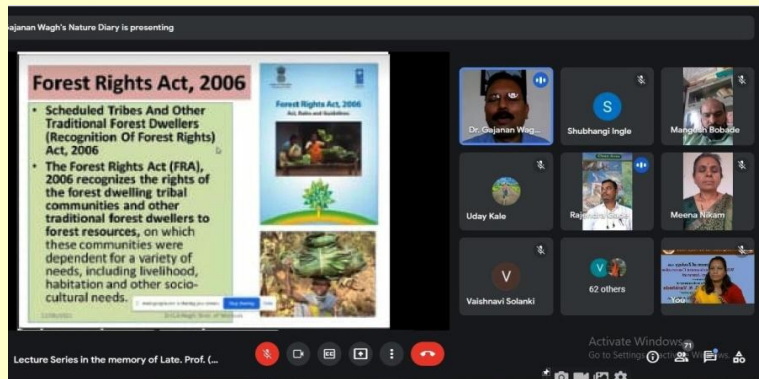 Gajanan Wagh's Nature Diary is presenting
Forest Rights Act, 2006
• Scheduled Tribes And Other
Traditional Forest Dwellers
(Recognition Of Forest Rights)
Act, 2006
• The Forest Rights Act (FRA),
2006 recognizes the rights of
the forest dwelling tribal
communities and other
traditional forest dwellers to
forest resources, on which
these communities were
dependent for a variety of
needs, including livelihood,
habitation and other socio-
cultural needs.
Forest Rights Act, 2006
Act, Rules and Guidelines
Stop sharing
Hide
Dr. Gajanan Wag...
S
Shubhangi Ingle
Mangesh Bobade
Uday Kale
Rajendra
Meena Nikam
V
Vaishnavi Solanki
V
62 others
You
Lecture Series in the memory of Late. Prof. (...
Activate Windows
Go to Settings
71